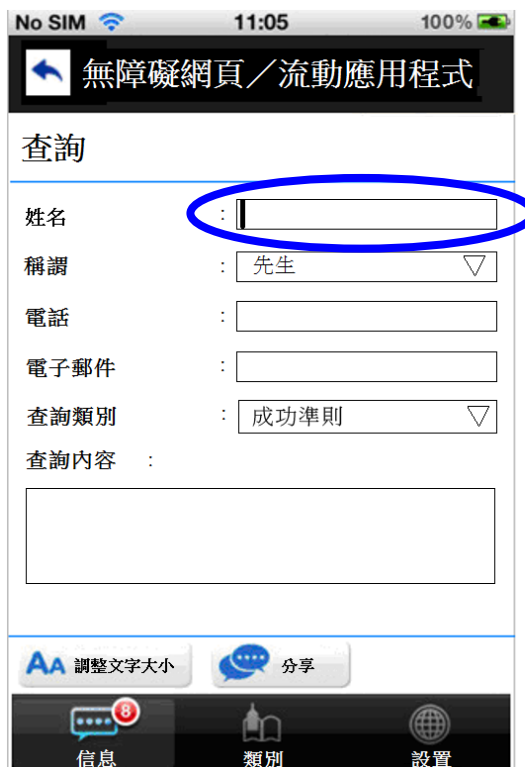 No SIM 11:05 100%
無障礙網頁／流動應用程式
查詢
姓名 :
稱謂 : 先生
電話 :
電子郵件 :
查詢類別 : 成功準則
查詢內容 :
AA 調整文字大小 分享
8
信息 類別 設置